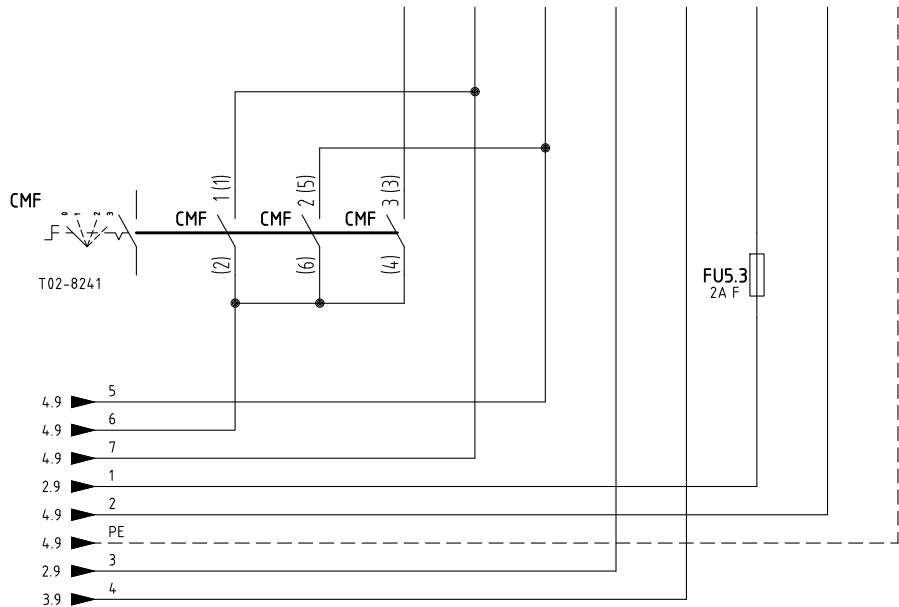 1 (1)
2 (5)
3 (3)
CMF
0 1 2 3
CMF
CMF
CMF
(2)
(6)
(4)
T02-8241
FU5.3
2A F
4.9 5
4.9 6
4.9 7
2.9 1
4.9 2
4.9 PE
2.9 3
3.9 4